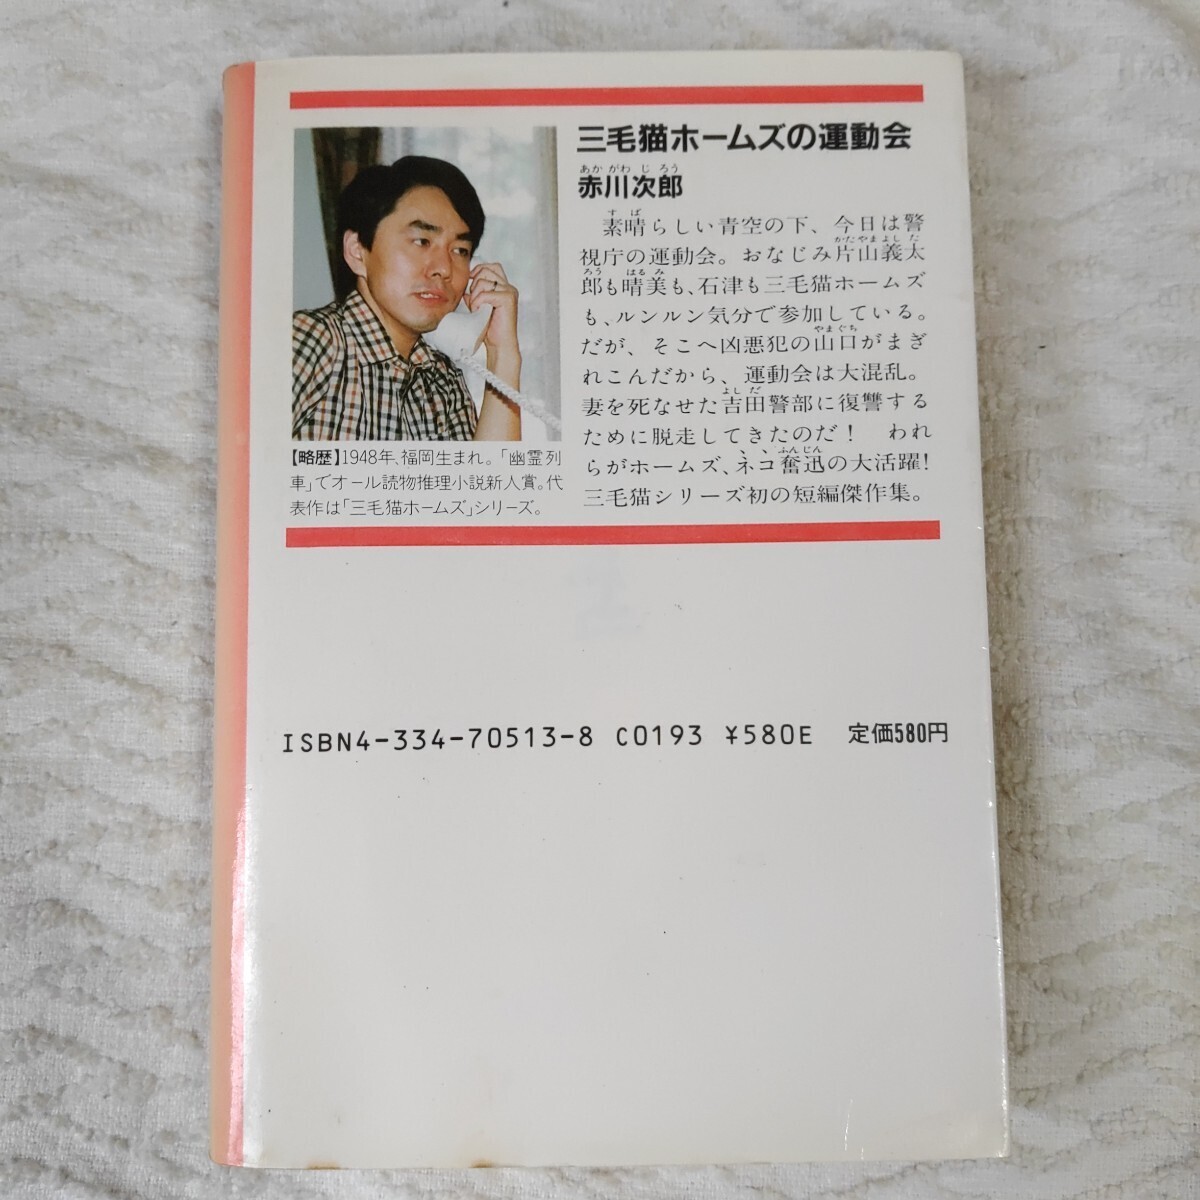 三毛猫ホームズの運動会
あかがわじろう
赤川次郎
すば
素晴らしい青空の下、今日は警
かたやまよした
視庁の運動会。おなじみ片山義太
ろう はるみ
郎も晴美も、石津も三毛猫ホームズ
も、ルンルン気分で参加している。
やまぐち
だが、そこへ凶悪犯の山口がまぎ
れこんだから、運動会は大混乱。
よしだ
妻を死なせた吉田警部に復讐する
ために脱走してきたのだ! われ
ふんじん
らがホームズ、ネコ奮迅の大活躍!
三毛猫シリーズ初の短編傑作集。
【略歴】1948年、福岡生まれ。「幽霊列
車」でオール読物推理小説新人賞。代
表作は「三毛猫ホームズ」シリーズ。
ISBN4-334-70513-8 C0193 ¥580E 定価580円